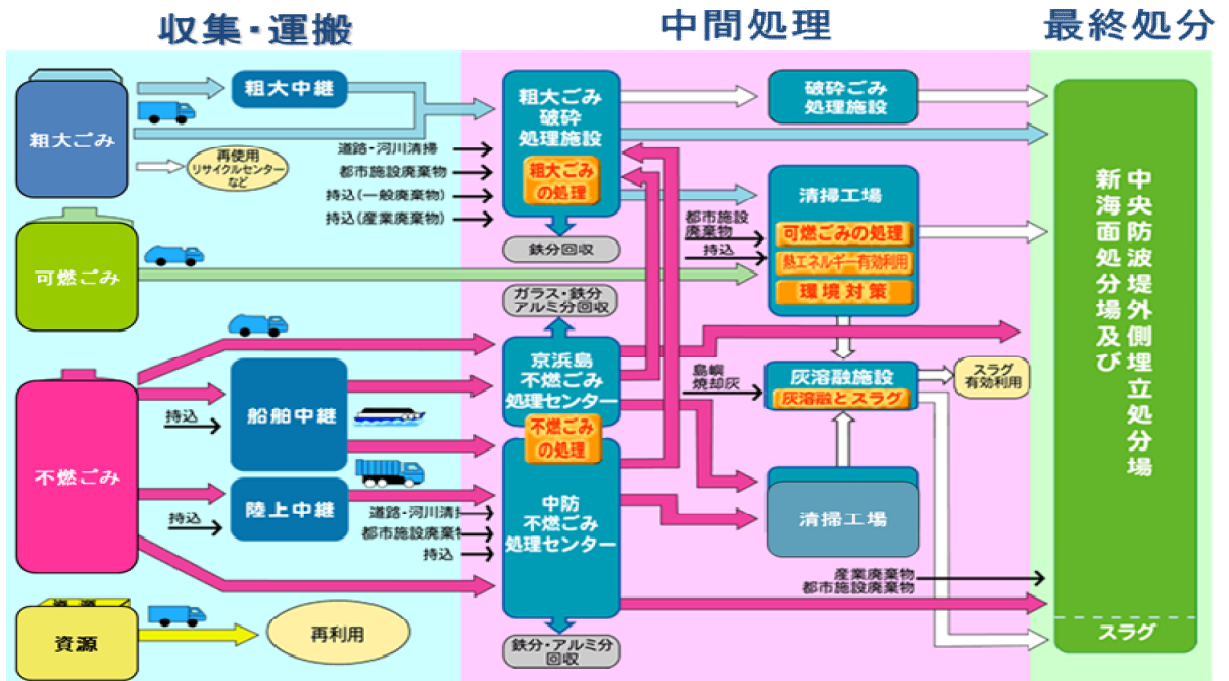 収集・運搬
中間処理
最終処分
粗大ごみ
粗大中継
再使用
リサイクルセンター
など
可燃ごみ
不燃ごみ
持込
船舶中継
持込
陸上中継
資源
資源
再利用
粗大ごみ
破砕
処理施設
粗大ごみ
の処理
道路・河川清掃
都市施設廃棄物
持込(一般廃棄物)
持込(産業廃棄物)
鉄分回収
ガラス・鉄分
アルミ分回収
京浜島
不燃ごみ
処理センター
不燃ごみ
の処理
中防
不燃ごみ
処理センター
道路・河川清
都市施設廃棄
持込
鉄分・アルミ分
回収
破砕ごみ
処理施設
清掃工場
可燃ごみの処理
熱エネルギー有効利用
環境対策
都市施設
廃棄物
持込
島嶼
焼却灰
灰溶融施設
灰溶融とスラグ
スラグ
有効利用
清掃工場
産業廃棄物
都市施設廃棄物
中央防波堤外側埋立処分場
新海面処分場及び
スラグ